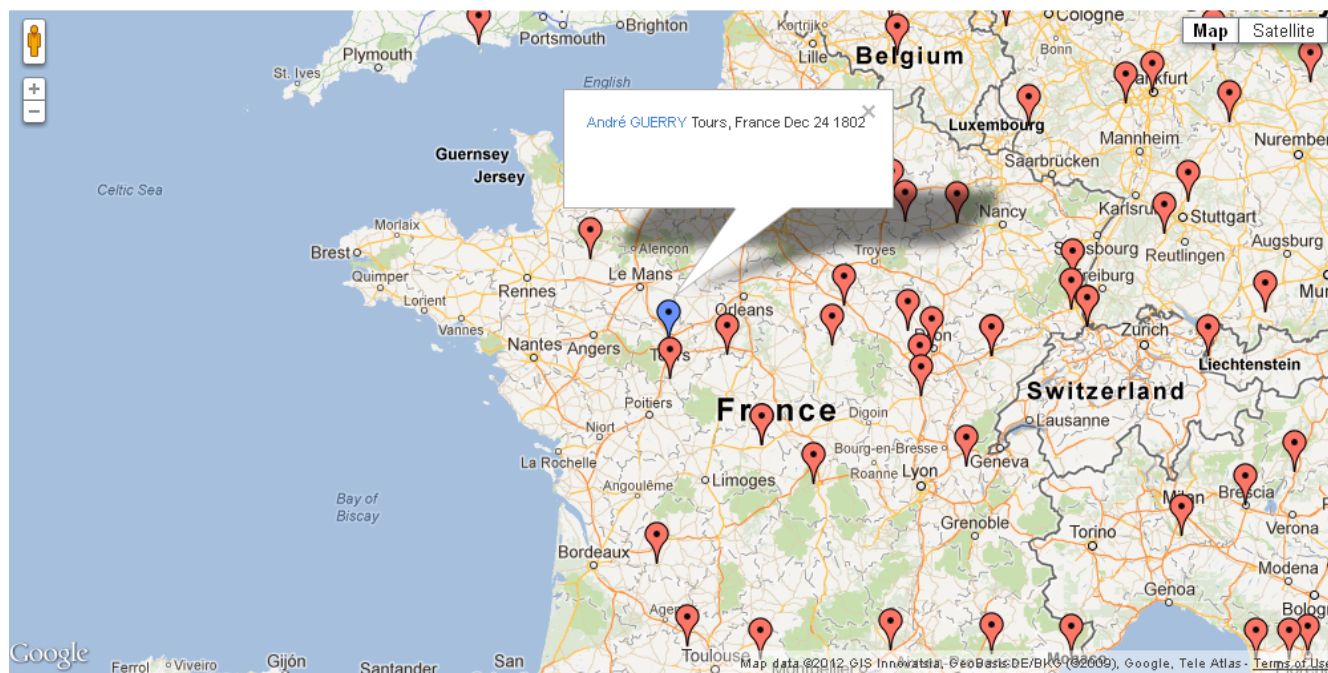 Brighton
Portsmouth
Plymouth
St. Ives
English
Kortrijk
Lille
Belgium
Cologne
Bonn
Map
Satellite
Frankfurt
Luxembourg
Mannheim
Nuremberg
Saarbrücken
André GUERRY Tours, France Dec 24 1802
×
Guernsey
Jersey
Celtic Sea
Morlaix
Brest
Quimper
Lorient
Vannes
Rennes
Alençon
Le Mans
Nancy
Karlsruhe
Stuttgart
Strasbourg
Reutlingen
Augsburg
Troyes
Freiburg
Orleans
Nantes
Angers
Tours
Dijon
Zurich
Liechtenstein
Switzerland
Lausanne
France
Poitiers
Niort
Digoin
La Rochelle
Bourg-en-Bresse
Geneva
Roanne
Lyon
Limoges
Angoulême
Bay of
Biscay
Milan
Brescia
Verona
Grenoble
Torino
Bordeaux
Genoa
Modena
Agen
Toulouse
Montpellier
Monaco
Google
Ferrol
Viveiro
Gijón
Santander
San
Map data ©2012 GIS Innovatsia, GeoBasis-DE/BKG (©2009), Google, Tele Atlas - Terms of Use